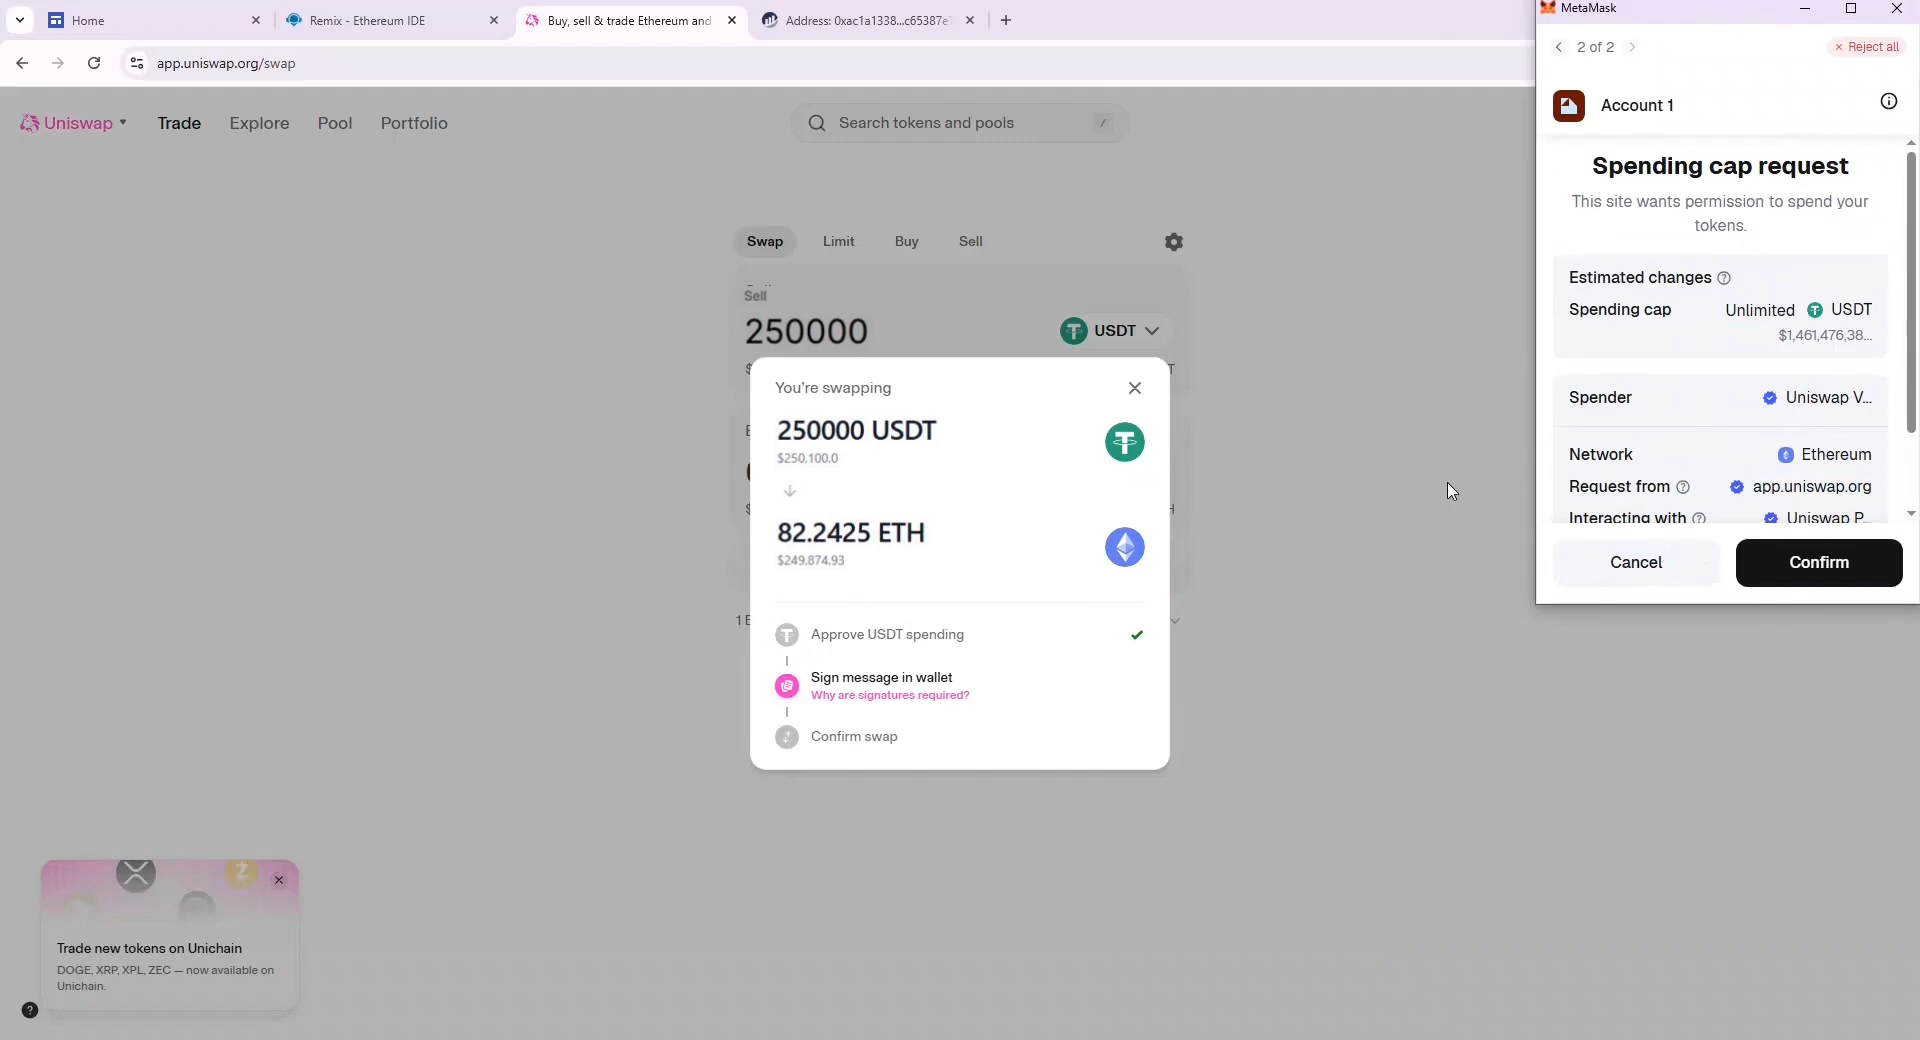 Home
Remix - Ethereum IDE
Buy, sell & trade Ethereum and
Address: 0xac1a1338...c65387e
app.uniswap.org/swap
Uniswap
Trade
Explore
Pool
Portfolio
Search tokens and pools
/
Swap
Limit
Buy
Sell
Sell
250000
USDT
You're swapping
250000 USDT
$250,100.0
82.2425 ETH
$249,874.93
Approve USDT spending
Sign message in wallet
Why are signatures required?
Confirm swap
Trade new tokens on Unichain
DOGE, XRP, XPL, ZEC — now available on
Unichain.
?
MetaMask
2 of 2
Reject all
Account 1
Spending cap request
This site wants permission to spend your
tokens.
Estimated changes
Spending cap
Unlimited
USDT
$1,461,476,38...
Spender
Uniswap V...
Network
Ethereum
Request from
app.uniswap.org
Interacting with
Uniswap P...
Cancel
Confirm